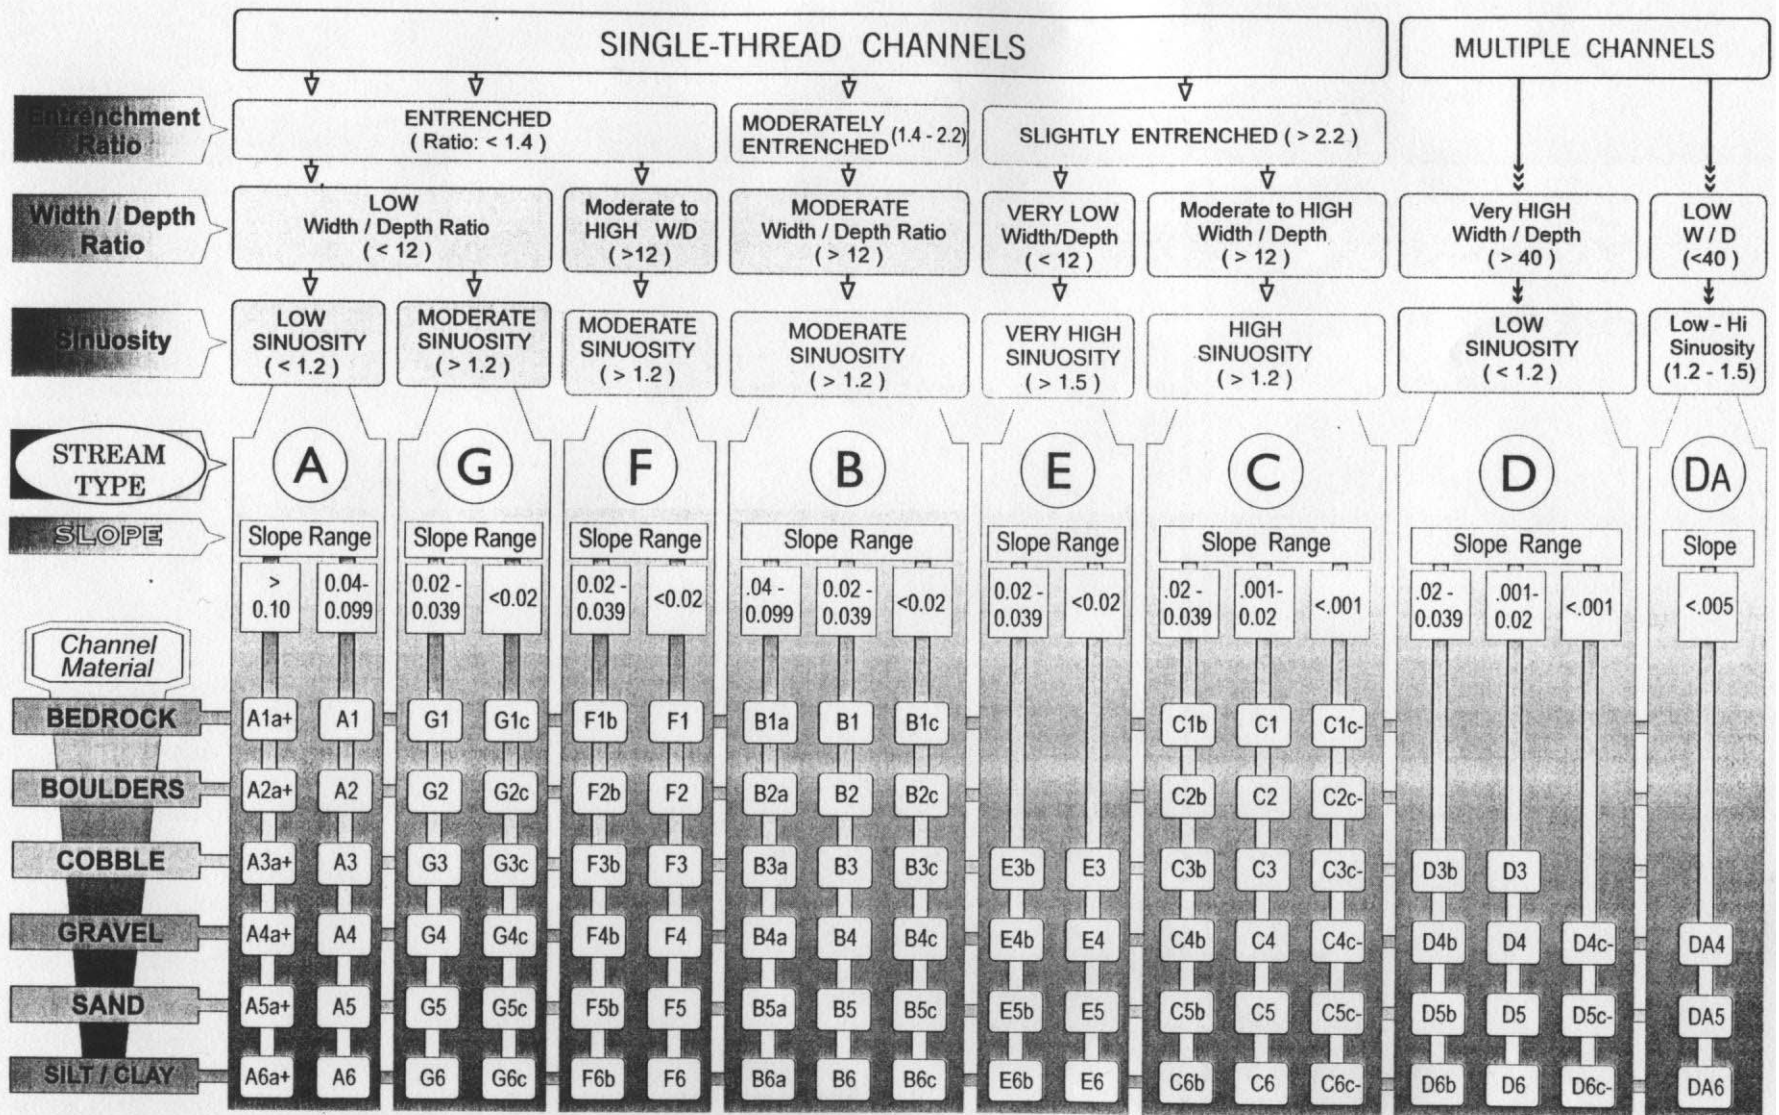 SINGLE-THREAD CHANNELS
MULTIPLE CHANNELS
Entrenchment
Ratio
ENTRENCHED
( Ratio: < 1.4 )
MODERATELY
ENTRENCHED (1.4 - 2.2)
SLIGHTLY ENTRENCHED ( > 2.2 )
Width / Depth
Ratio
LOW
Width / Depth Ratio
( < 12 )
Moderate to
HIGH W/D
( >12 )
MODERATE
Width / Depth Ratio
( > 12 )
VERY LOW
Width/Depth
( < 12 )
Moderate to HIGH
Width / Depth
( > 12 )
Very HIGH
Width / Depth
( > 40 )
LOW
W / D
(<40 )
Sinuosity
LOW
SINUOSITY
( < 1.2 )
MODERATE
SINUOSITY
( > 1.2 )
MODERATE
SINUOSITY
( > 1.2 )
MODERATE
SINUOSITY
( > 1.2 )
VERY HIGH
SINUOSITY
( > 1.5 )
HIGH
SINUOSITY
( > 1.2 )
LOW
SINUOSITY
( < 1.2 )
Low - Hi
Sinuosity
(1.2 - 1.5)
STREAM
TYPE
A G F B E C D DA
SLOPE
Slope Range Slope Range Slope Range Slope Range Slope Range Slope Range Slope Range Slope
>
0.10
0.04-
0.099
0.02 -
0.039
<0.02
0.02 -
0.039
<0.02
.04 -
0.099
0.02 -
0.039
<0.02
0.02 -
0.039
<0.02
.02 -
0.039
.001-
0.02
<.001
.02 -
0.039
.001-
0.02
<.001
<.005
Channel
Material
BEDROCK A1a+ A1 G1 G1c F1b F1 B1a B1 B1c C1b C1 C1c-
BOULDERS A2a+ A2 G2 G2c F2b F2 B2a B2 B2c C2b C2 C2c-
COBBLE A3a+ A3 G3 G3c F3b F3 B3a B3 B3c E3b E3 C3b C3 C3c- D3b D3
GRAVEL A4a+ A4 G4 G4c F4b F4 B4a B4 B4c E4b E4 C4b C4 C4c- D4b D4 D4c- DA4
SAND A5a+ A5 G5 G5c F5b F5 B5a B5 B5c E5b E5 C5b C5 C5c- D5b D5 D5c- DA5
SILT / CLAY A6a+ A6 G6 G6c F6b F6 B6a B6 B6c E6b E6 C6b C6 C6c- D6b D6 D6c- DA6